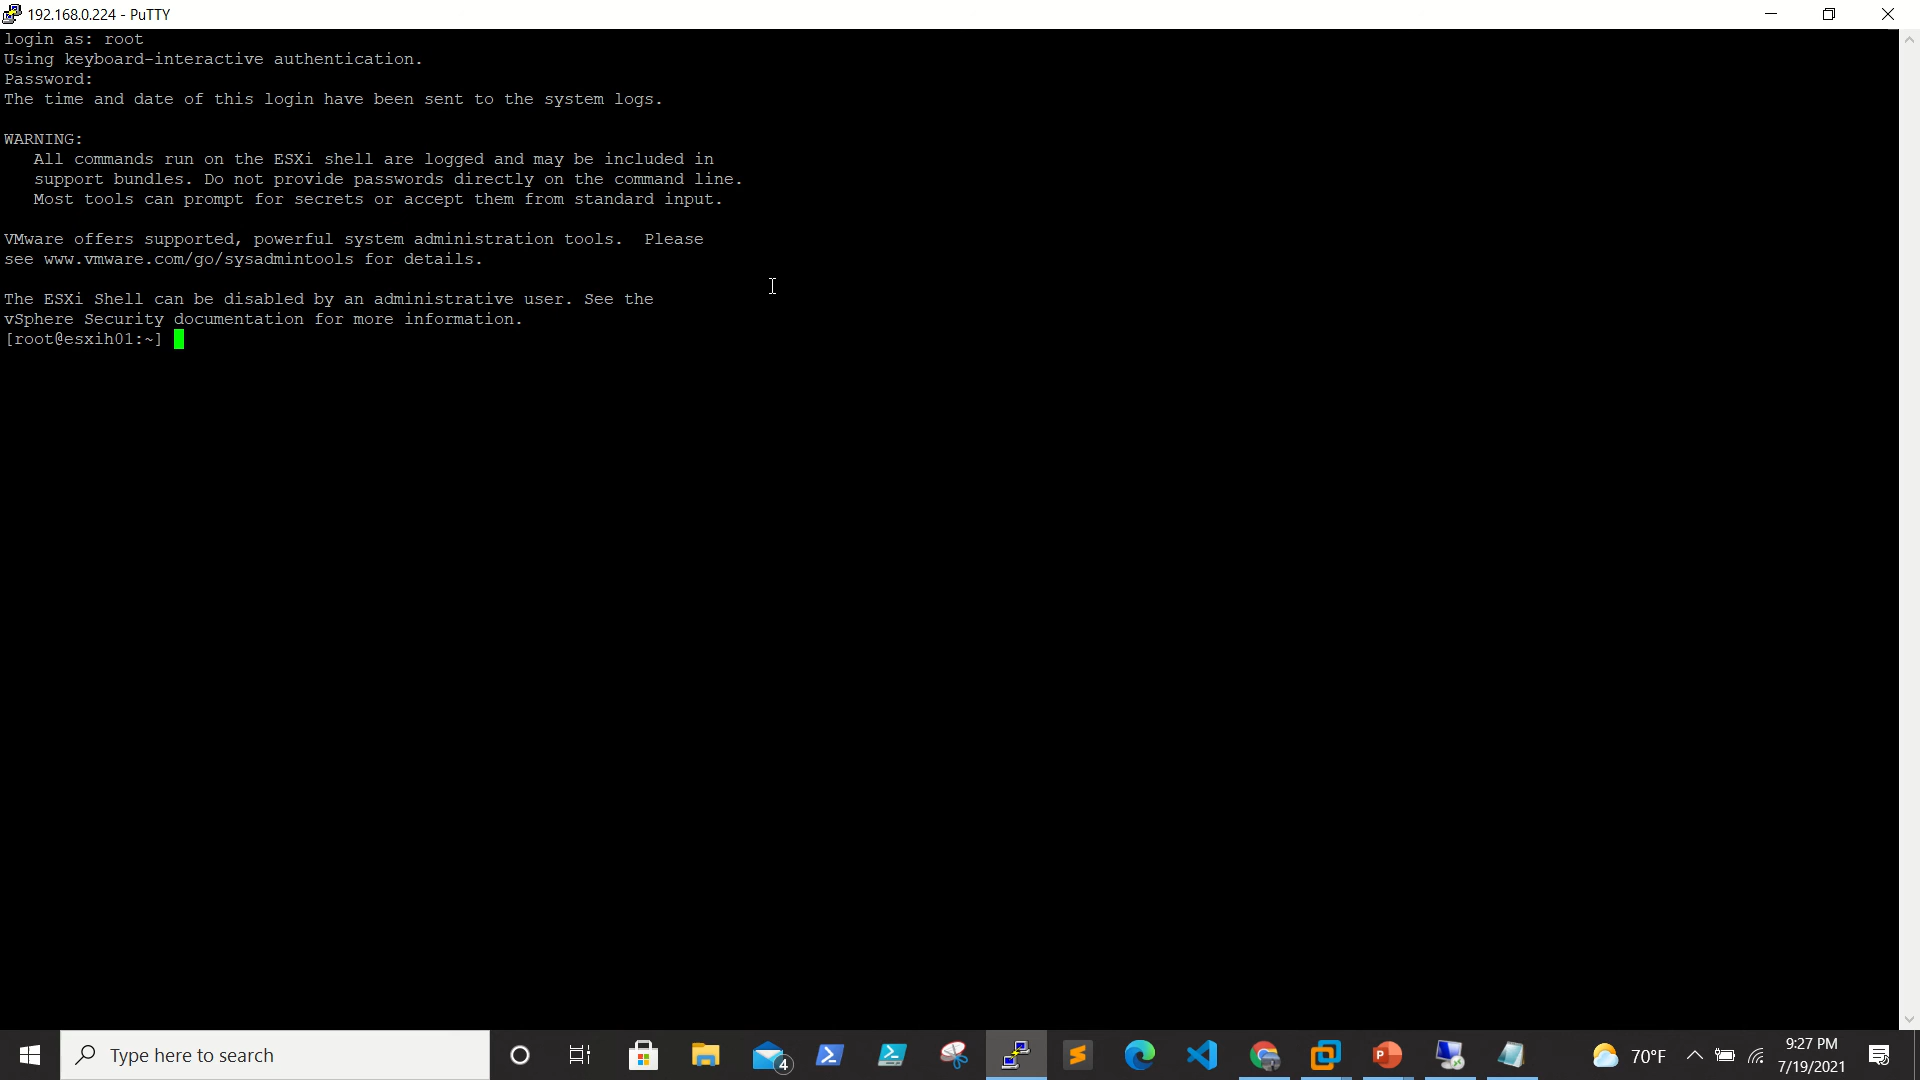 192.168.0.224 - PuTTY
login as: root
Using keyboard-interactive authentication.
Password:
The time and date of this login have been sent to the system logs.
WARNING:
All commands run on the ESXi shell are logged and may be included in
support bundles. Do not provide passwords directly on the command line.
Most tools can prompt for secrets or accept them from standard input.
VMware offers supported, powerful system administration tools.  Please
see www.vmware.com/go/sysadmintools for details.
The ESXi Shell can be disabled by an administrative user. See the
vSphere Security documentation for more information.
[root@esxih01:~]
Type here to search
4
P
70°F
9:27 PM
7/19/2021